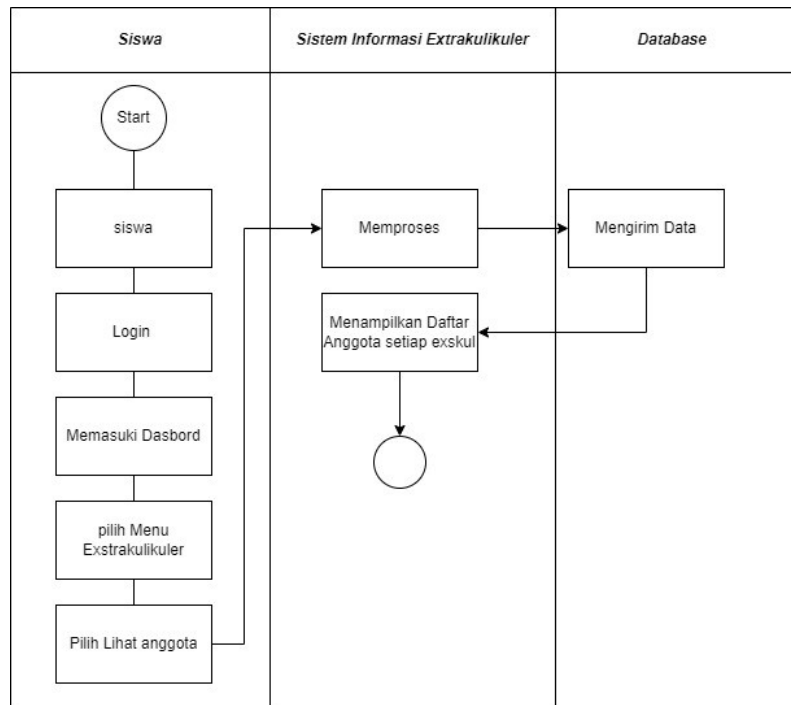 Siswa
Sistem Informasi Extrakulikuler
Database
Start
siswa
Memproses
Mengirim Data
Login
Menampilkan Daftar
Anggota setiap exskul
Memasuki Dasbord
pilih Menu
Exstrakulikuler
Pilih Lihat anggota